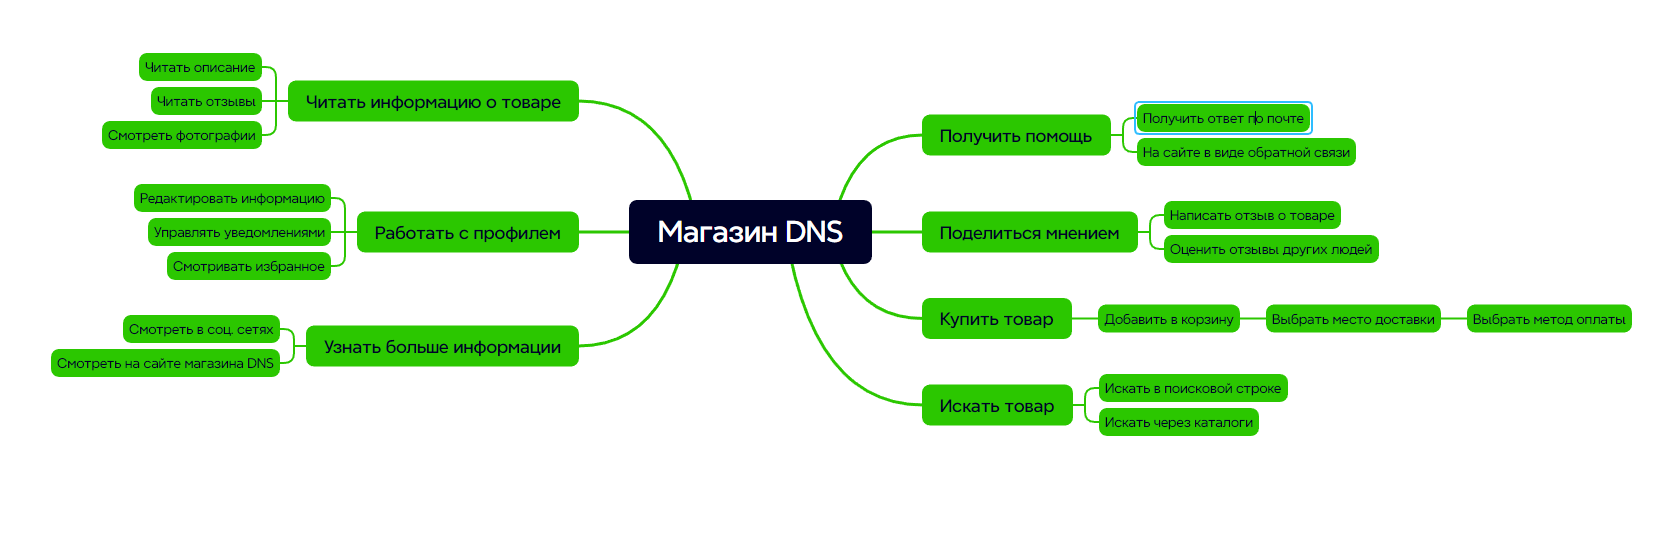 Магазин DNS
Читать информацию о товаре
Читать описание
Читать отзывы
Смотреть фотографии
Работать с профилем
Редактировать информацию
Управлять уведомлениями
Смотривать избранное
Узнать больше информации
Смотреть в соц. сетях
Смотреть на сайте магазина DNS
Получить помощь
Получить ответ по почте
На сайте в виде обратной связи
Поделиться мнением
Написать отзыв о товаре
Оценить отзывы других людей
Купить товар
Добавить в корзину
Выбрать место доставки
Выбрать метод оплаты.
Искать товар
Искать в поисковой строке
Искать через каталоги